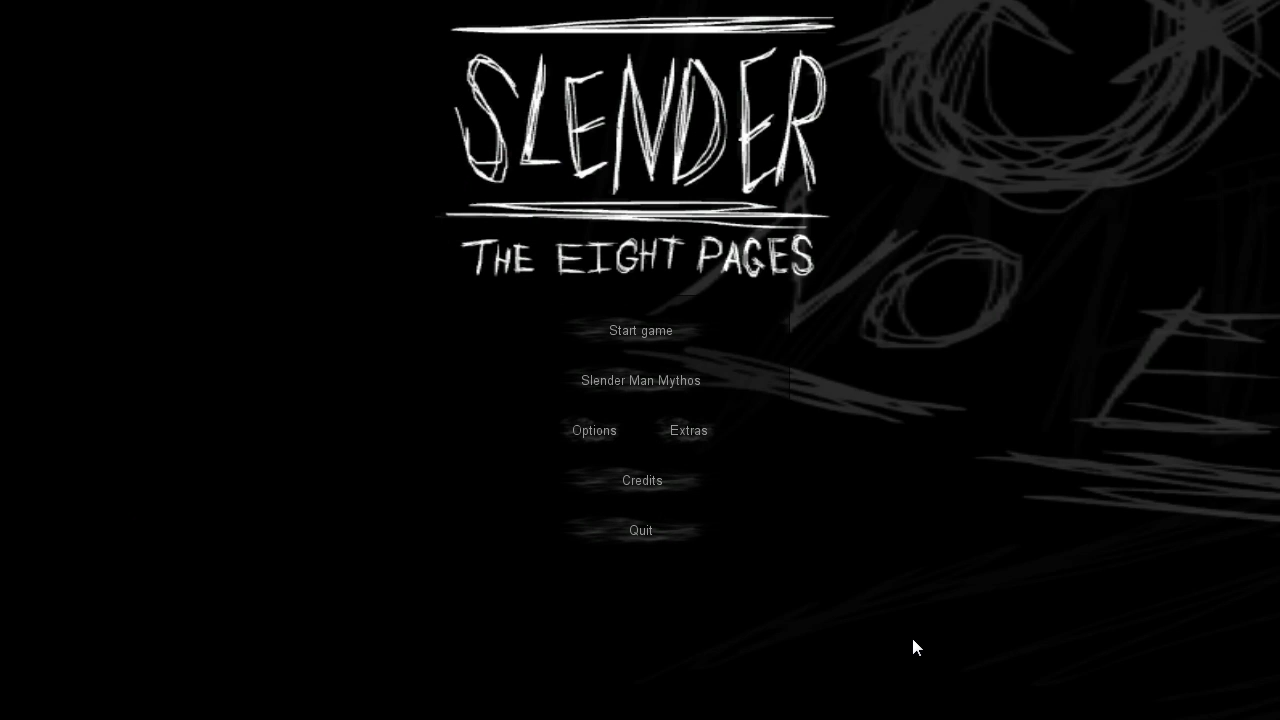 SLENDER
THE EIGHT PAGES
Start game
Slender Man Mythos
Options Extras
Credits
Quit